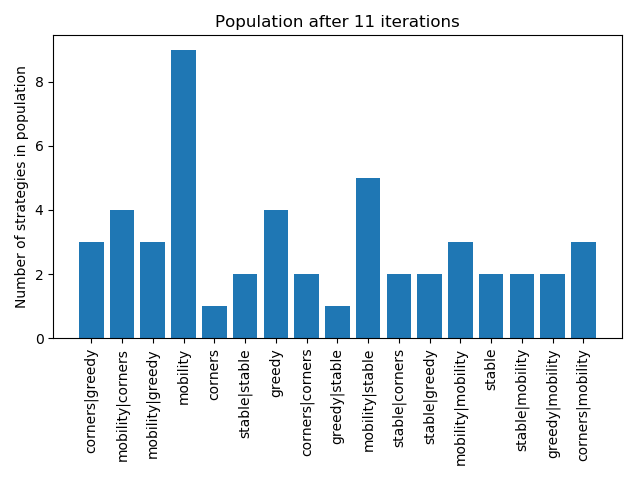 Population after 11 iterations
Number of strategies in population
8
6
4
2
0
corners|greedy
mobility|corners
mobility|greedy
mobility
corners
stable|stable
greedy
corners|corners
greedy|stable
mobility|stable
stable|corners
stable|greedy
mobility|mobility
stable
stable|mobility
greedy|mobility
corners|mobility